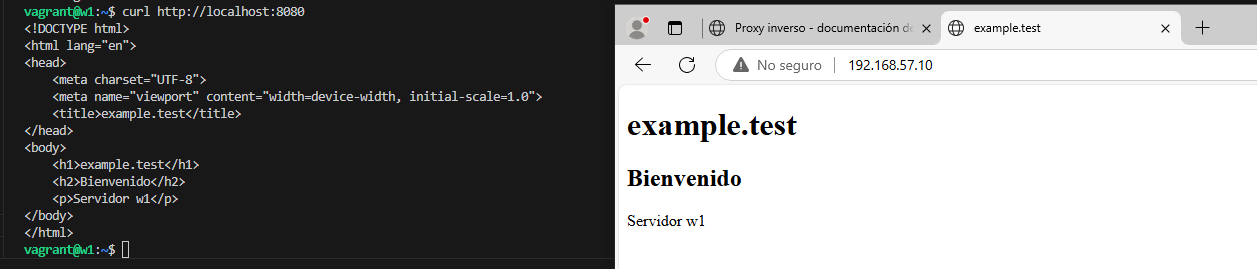 vagrant@w1:~$ curl http://localhost:8080
<!DOCTYPE html>
<html lang="en">
<head>
    <meta charset="UTF-8">
    <meta name="viewport" content="width=device-width, initial-scale=1.0">
    <title>example.test</title>
</head>
<body>
    <h1>example.test</h1>
    <h2>Bienvenido</h2>
    <p>Servidor w1</p>
</body>
</html>
vagrant@w1:~$
Proxy inverso - documentación de
example.test
No seguro
192.168.57.10
example.test
Bienvenido
Servidor w1